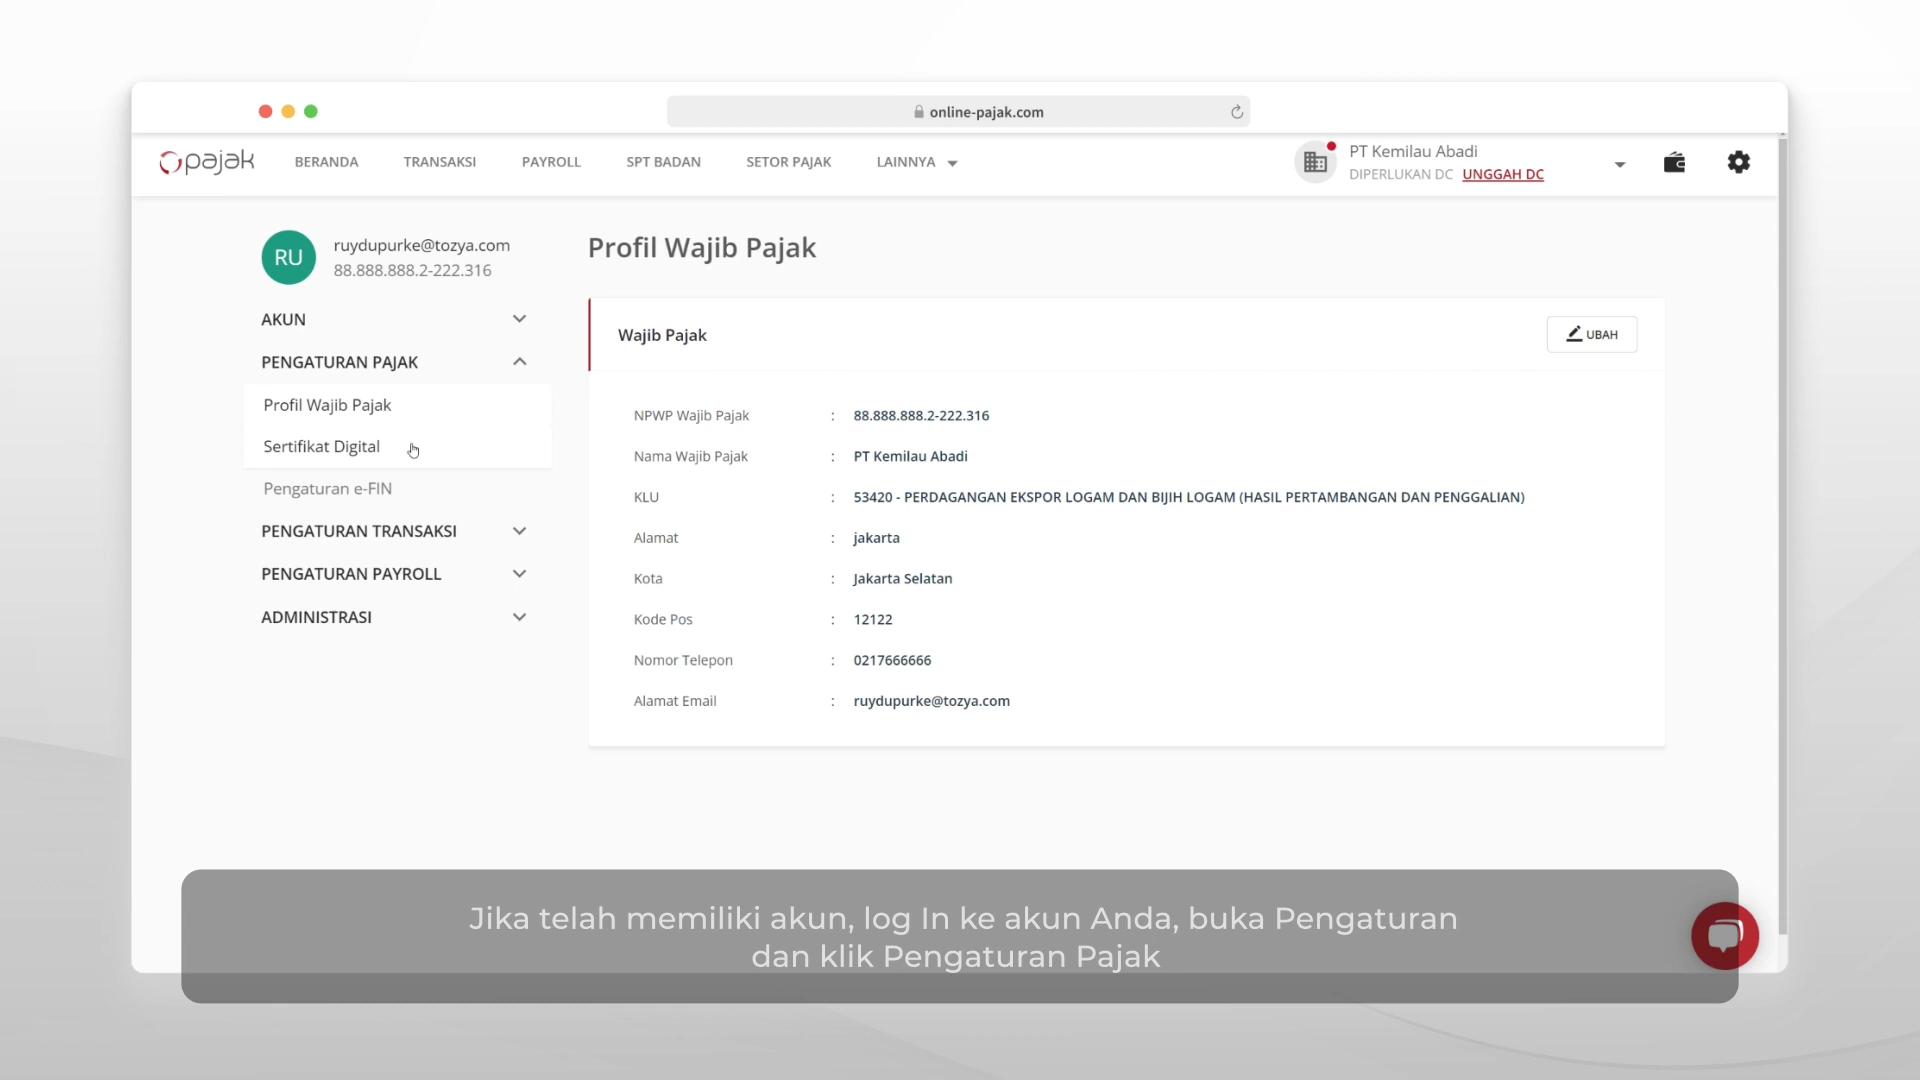 online-pajak.com
pajak
BERANDA
TRANSAKSI
PAYROLL
SPT BADAN
SETOR PAJAK
LAINNYA
PT Kemilau Abadi
DIPERLUKAN DC UNGGAH DC
RU
ruydupurke@tozya.com
88.888.888.2-222.316
AKUN
PENGATURAN PAJAK
Profil Wajib Pajak
Sertifikat Digital
Pengaturan e-FIN
PENGATURAN TRANSAKSI
PENGATURAN PAYROLL
ADMINISTRASI
Profil Wajib Pajak
Wajib Pajak
UBAH
NPWP Wajib Pajak : 88.888.888.2-222.316
Nama Wajib Pajak : PT Kemilau Abadi
KLU : 53420 - PERDAGANGAN EKSPOR LOGAM DAN BIJIH LOGAM (HASIL PERTAMBANGAN DAN PENGGALIAN)
Alamat : jakarta
Kota : Jakarta Selatan
Kode Pos : 12122
Nomor Telepon : 0217666666
Alamat Email : ruydupurke@tozya.com
Jika telah memiliki akun, log In ke akun Anda, buka Pengaturan
dan klik Pengaturan Pajak